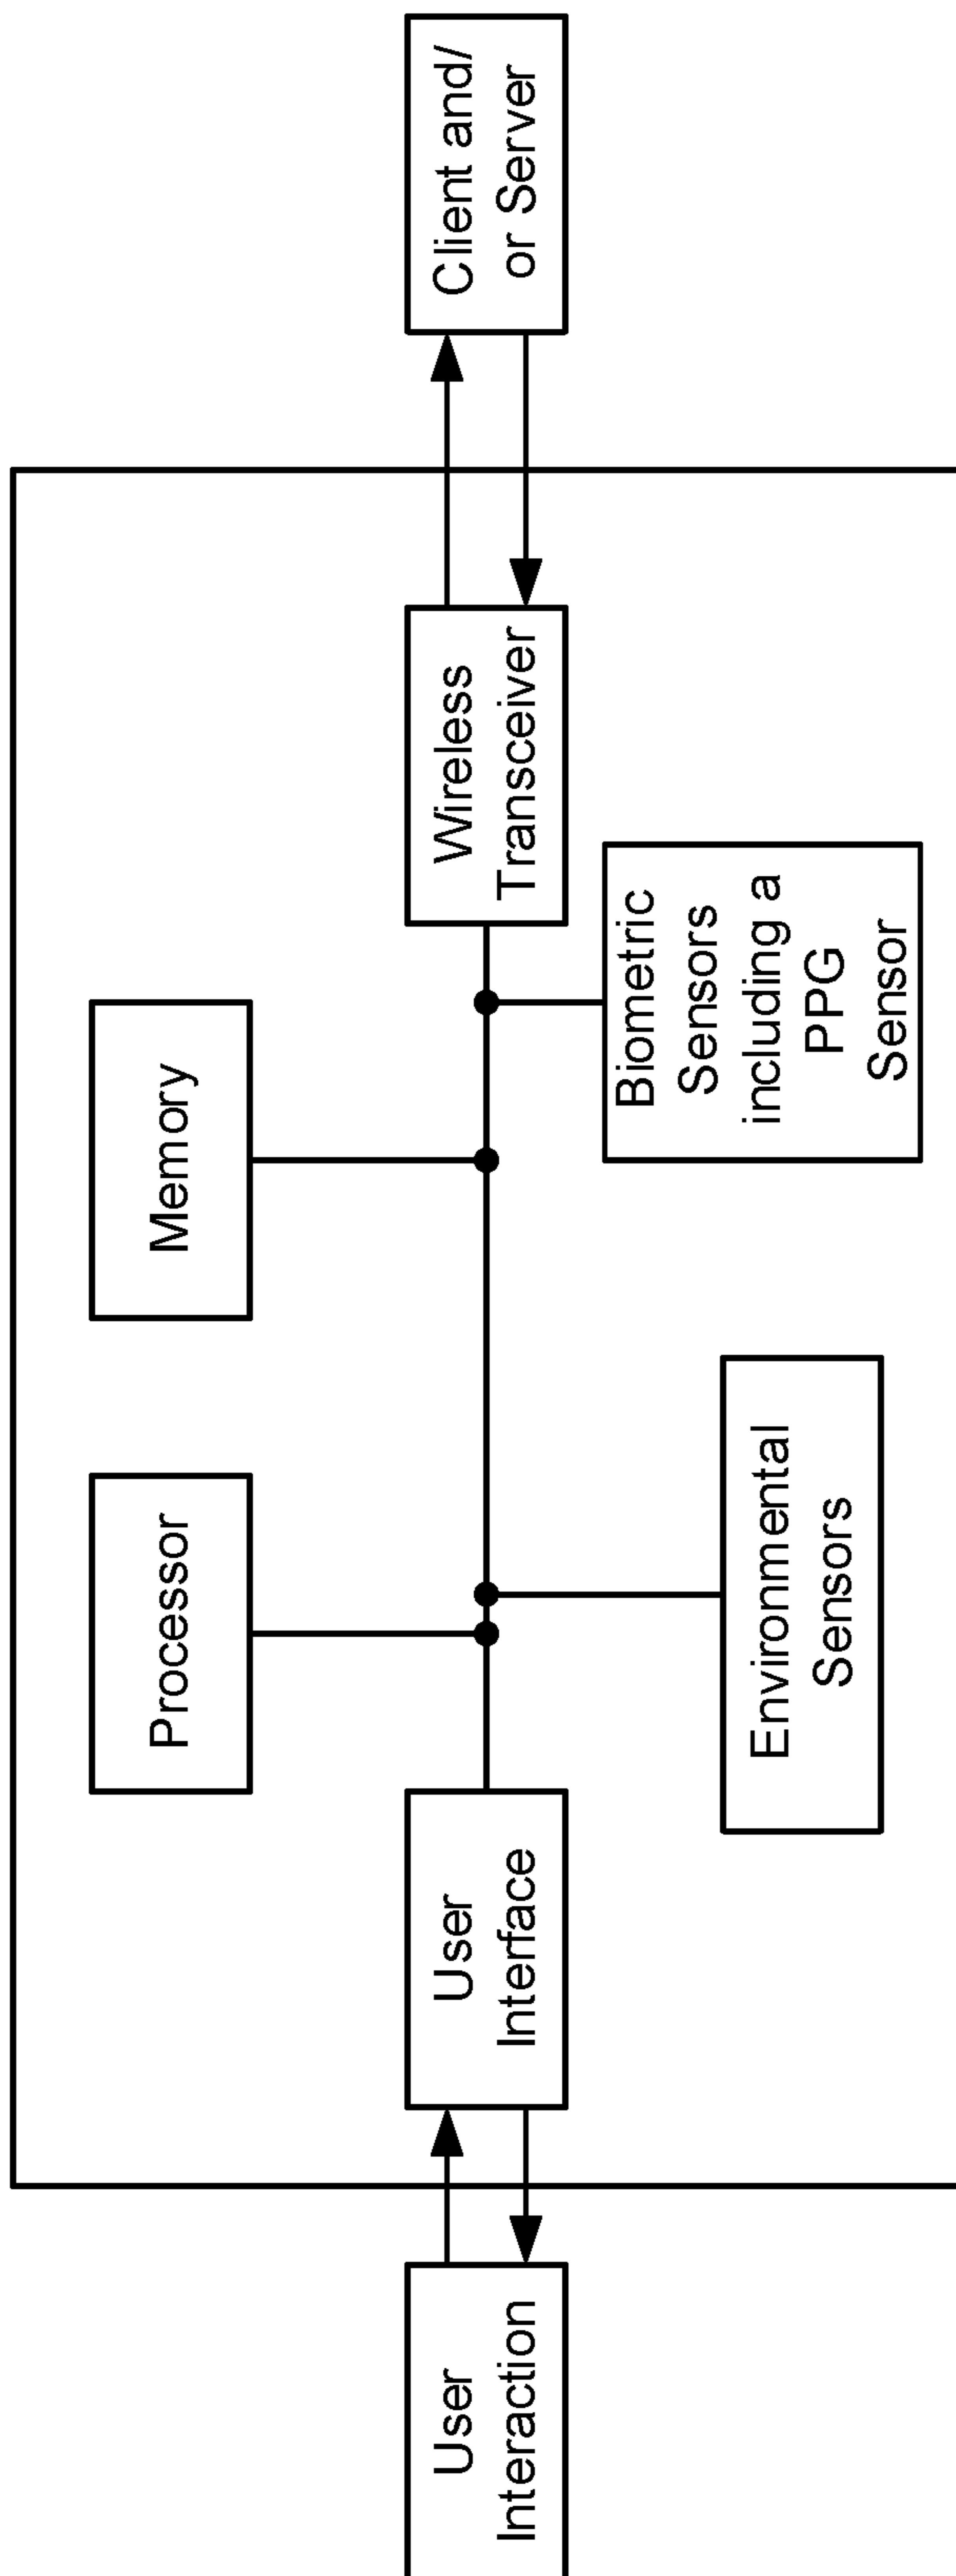 Processor
Memory
User
Interaction
User
Interface
Wireless
Transceiver
Client and/
or Server
Environmental
Sensors
Biometric
Sensors
including a
PPG
Sensor